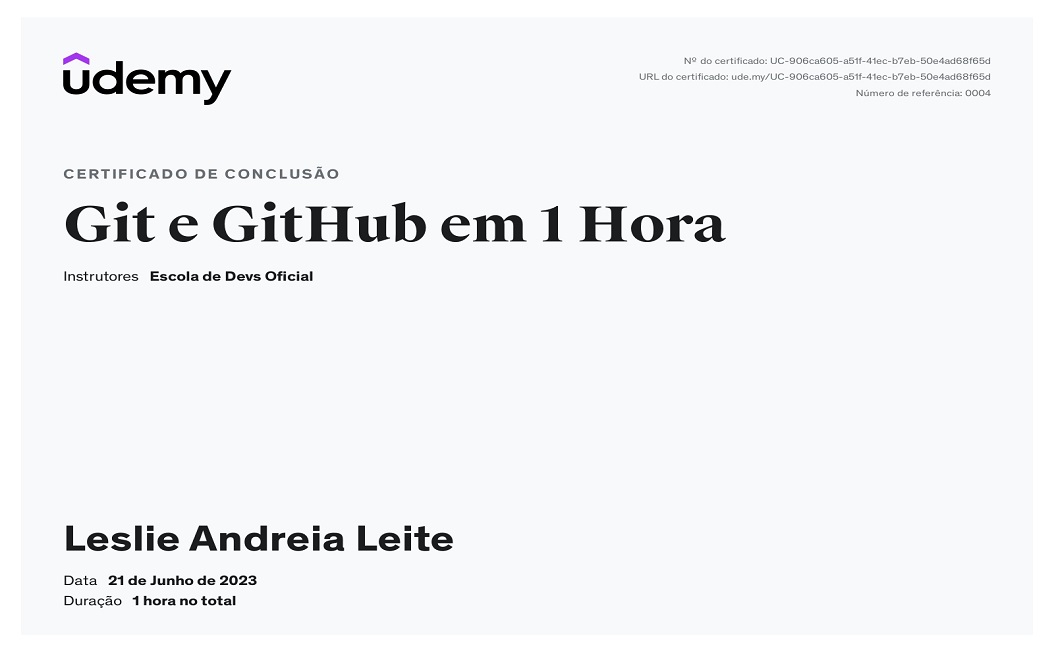 udemy
Nº do certificado: UC-906ca605-a51f-41ec-b7eb-50e4ad68f65d
URL do certificado: ude.my/UC-906ca605-a51f-41ec-b7eb-50e4ad68f65d
Número de referência: 0004
CERTIFICADO DE CONCLUSÃO
Git e GitHub em 1 Hora
Instrutores Escola de Devs Oficial
Leslie Andreia Leite
Data 21 de Junho de 2023
Duração 1 hora no total